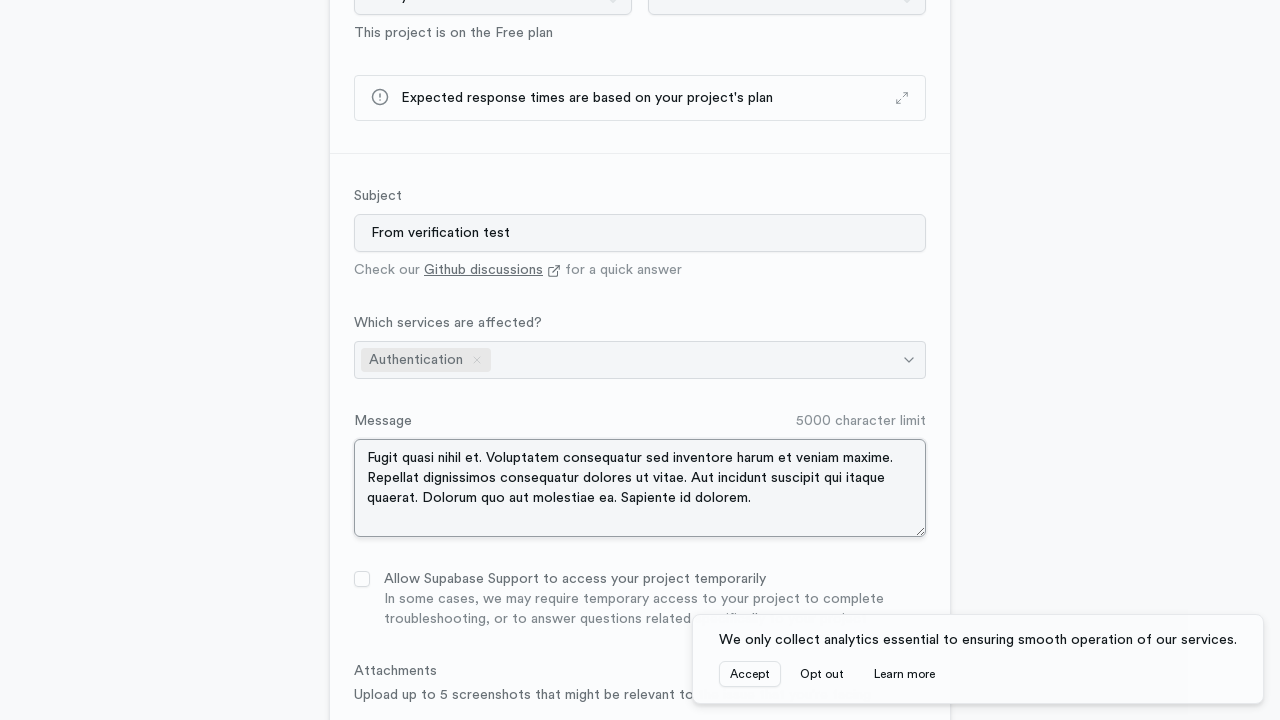 This project is on the Free plan
Expected response times are based on your project's plan
Subject
From verification test
Check our Github discussions for a quick answer
Which services are affected?
Authentication
Message
5000 character limit
Fugit quasi nihil et. Voluptatem consequatur sed inventore harum et veniam maxime.
Repellat dignissimos consequatur dolores ut vitae. Aut incidunt suscipit qui itaque
quaerat. Dolorum quo aut molestiae ea. Sapiente id dolorem.
Allow Supabase Support to access your project temporarily
In some cases, we may require temporary access to your project to complete
troubleshooting, or to answer questions related
We only collect analytics essential to ensuring smooth operation of our services.
Accept
Opt out
Learn more
Attachments
Upload up to 5 screenshots that might be relevant to